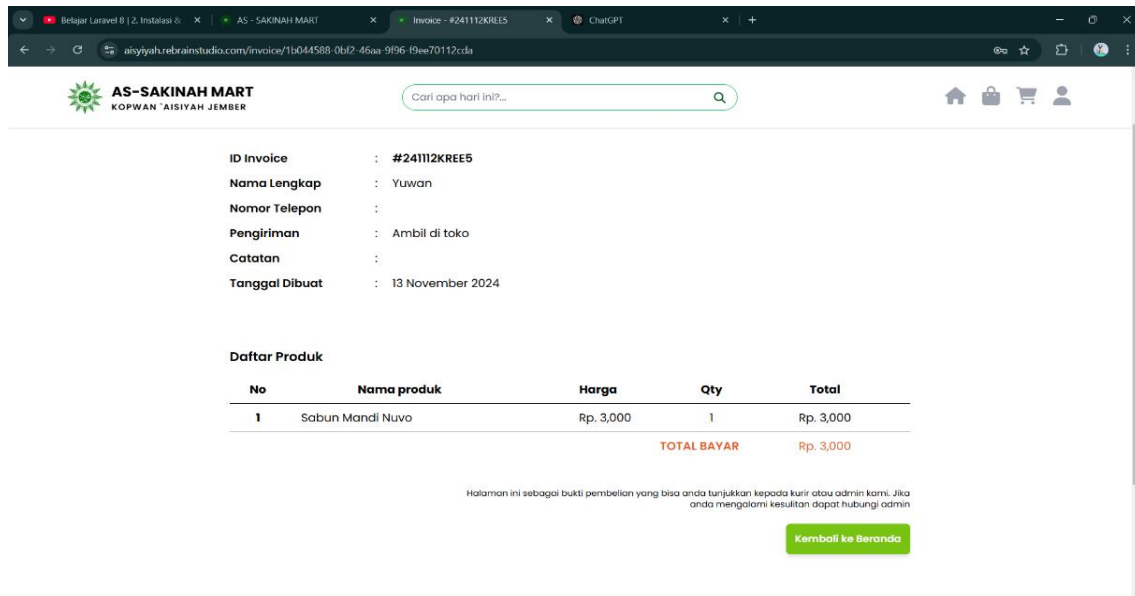 Belajar Laravel 8 | 2. Instalasi &
AS - SAKINAH MART
Invoice - #241112KREE5
ChatGPT
aisyiyah.rebrainstudio.com/invoice/1b044588-0bf2-46aa-9f96-f9ee70112cda
AS-SAKINAH MART
KOPWAN `AISIYAH JEMBER
Cari apa hari ini?...
ID Invoice : #241112KREE5
Nama Lengkap : Yuwan
Nomor Telepon :
Pengiriman : Ambil di toko
Catatan :
Tanggal Dibuat : 13 November 2024
Daftar Produk
No Nama produk Harga Qty Total
1 Sabun Mandi Nuvo Rp. 3,000 1 Rp. 3,000
TOTAL BAYAR Rp. 3,000
Halaman ini sebagai bukti pembelian yang bisa anda tunjukkan kepada kurir atau admin kami. Jika
anda mengalami kesulitan dapat hubungi admin
Kembali ke Beranda